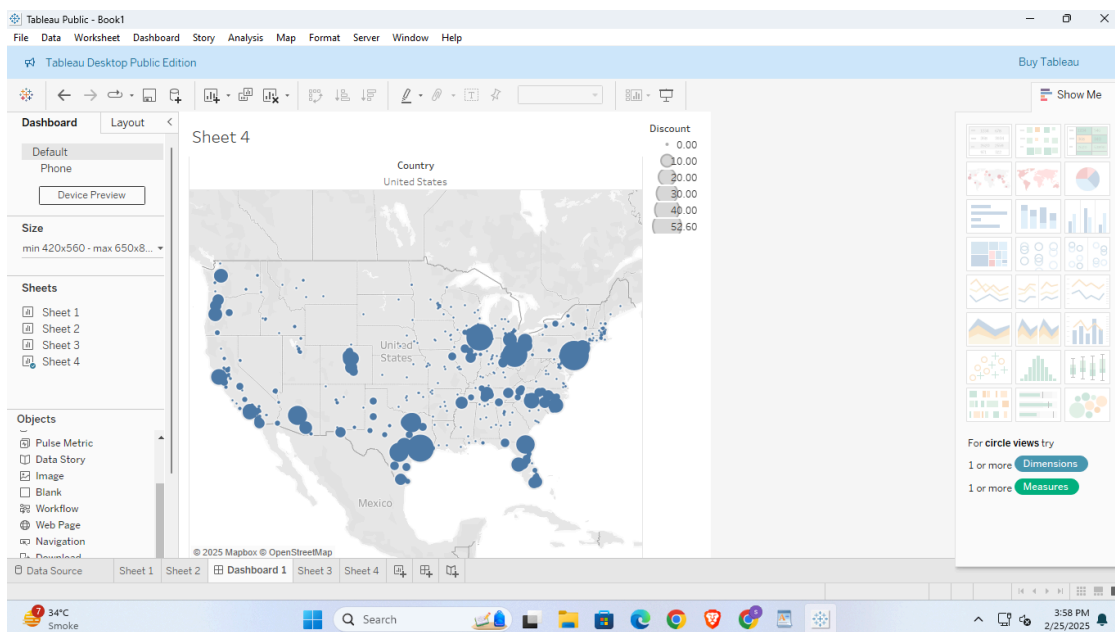 Tableau Public - Book1
File Data Worksheet Dashboard Story Analysis Map Format Server Window Help
Tableau Desktop Public Edition
Buy Tableau
Show Me
Dashboard
Layout
Default
Phone
Device Preview
Size
min 420x560 - max 650x8...
Sheets
Sheet 1
Sheet 2
Sheet 3
Sheet 4
Objects
Pulse Metric
Data Story
Image
Blank
Workflow
Web Page
Navigation
Download
Sheet 4
Country
United States
United States
Mexico
© 2025 Mapbox © OpenStreetMap
Discount
0.00
10.00
20.00
30.00
40.00
52.60
For circle views try
1 or more Dimensions
1 or more Measures
Data Source
Sheet 1
Sheet 2
Dashboard 1
Sheet 3
Sheet 4
7
34°C
Smoke
Search
3:58 PM
2/25/2025